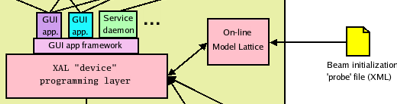 GUI
app.
GUI
app.
Service
daemon
...
GUI app framework
XAL "device"
programming layer
On-line
Model Lattice
Beam initialization
'probe' file (XML)